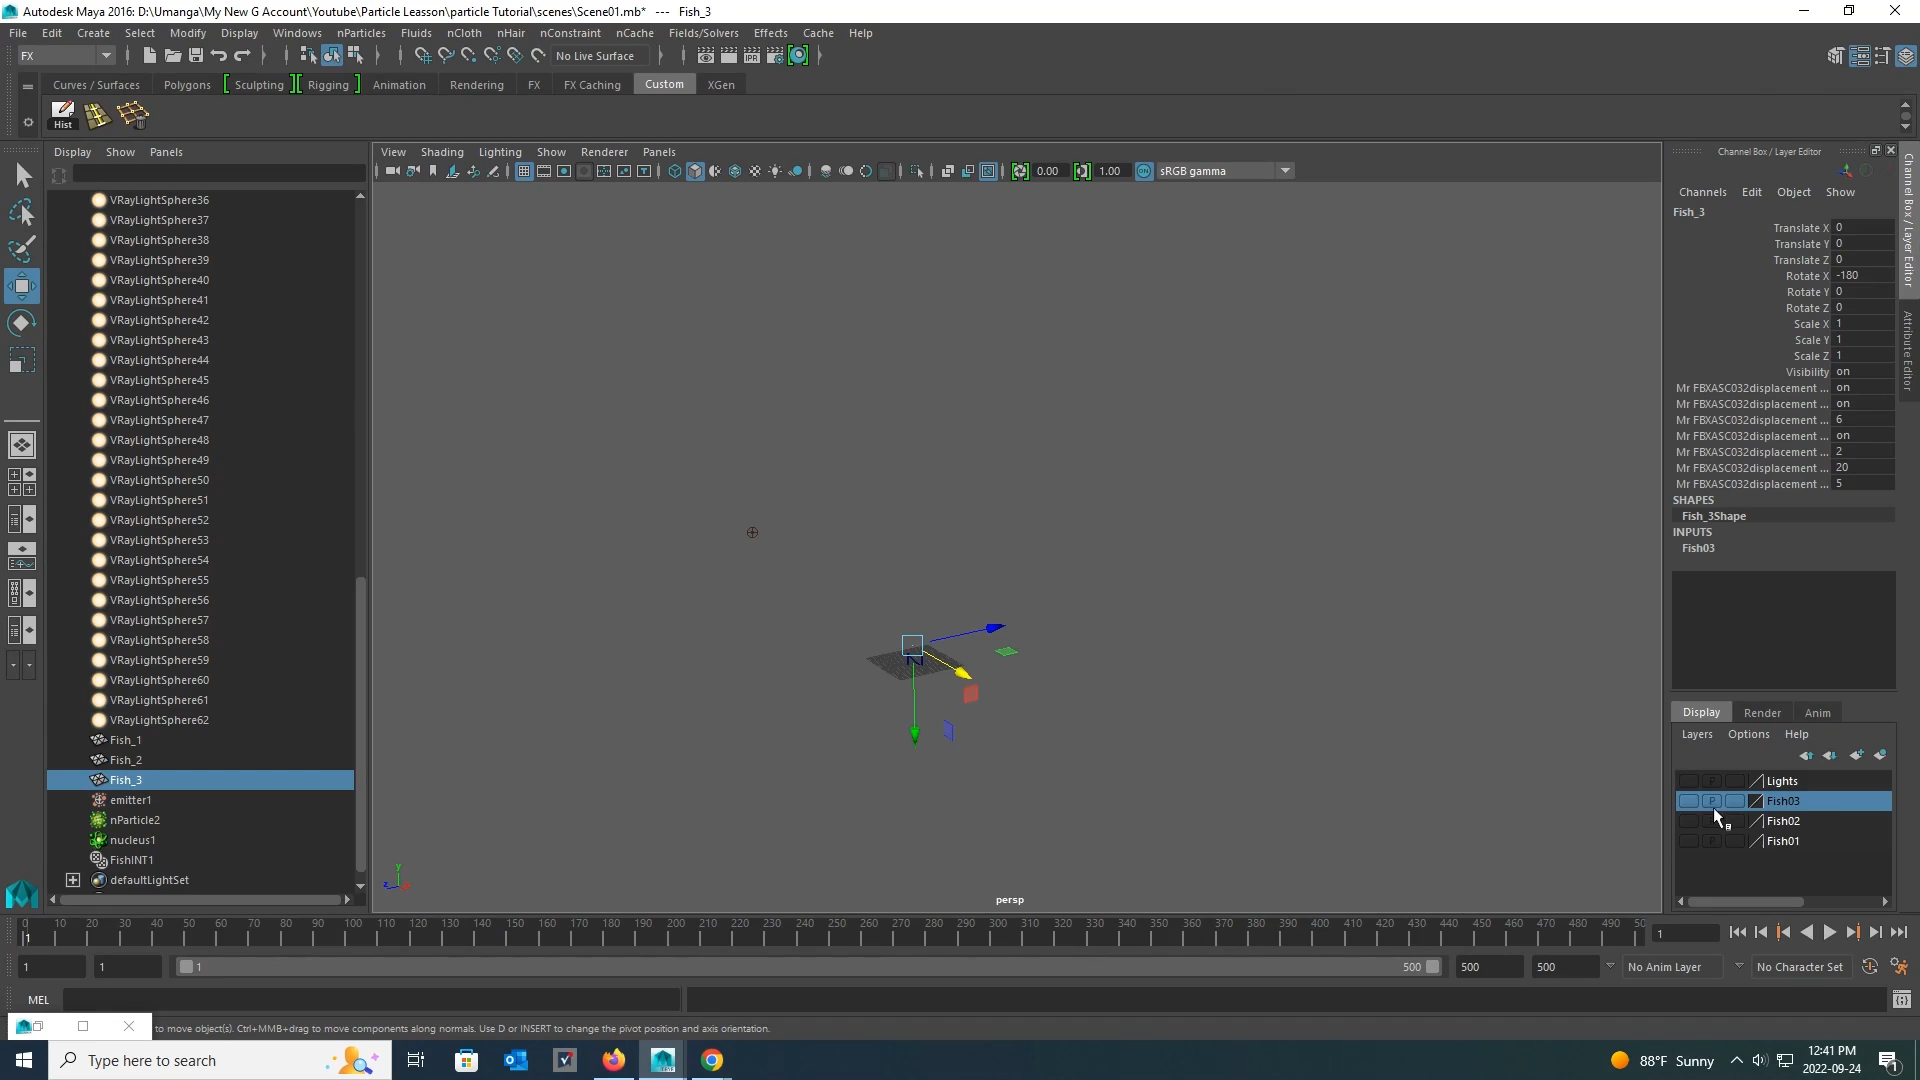 Autodesk Maya 2016: D:\Umanga\My New G Account\Youtube\Particle Leasson\particle Tutorial\scenes\Scene01.mb*   ---   Fish_3
File Edit Create Select Modify Display Windows nParticles Fluids nCloth nHair nConstraint nCache Fields/Solvers Effects Cache Help
FX No Live Surface
Curves / Surfaces Polygons Sculpting Rigging Animation Rendering FX FX Caching Custom XGen
Hist
Display Show Panels
View Shading Lighting Show Renderer Panels
0.00 1.00 sRGB gamma
VRayLightSphere36
VRayLightSphere37
VRayLightSphere38
VRayLightSphere39
VRayLightSphere40
VRayLightSphere41
VRayLightSphere42
VRayLightSphere43
VRayLightSphere44
VRayLightSphere45
VRayLightSphere46
VRayLightSphere47
VRayLightSphere48
VRayLightSphere49
VRayLightSphere50
VRayLightSphere51
VRayLightSphere52
VRayLightSphere53
VRayLightSphere54
VRayLightSphere55
VRayLightSphere56
VRayLightSphere57
VRayLightSphere58
VRayLightSphere59
VRayLightSphere60
VRayLightSphere61
VRayLightSphere62
Fish_1
Fish_2
Fish_3
emitter1
nParticle2
nucleus1
FishINT1
defaultLightSet
y
persp
Channel Box / Layer Editor
Channels Edit Object Show
Fish_3
Translate X 0
Translate Y 0
Translate Z 0
Rotate X -180
Rotate Y 0
Rotate Z 0
Scale X 1
Scale Y 1
Scale Z 1
Visibility on
Mr FBXASC032displacement ... on
Mr FBXASC032displacement ... on
Mr FBXASC032displacement ... 6
Mr FBXASC032displacement ... on
Mr FBXASC032displacement ... 2
Mr FBXASC032displacement ... 20
Mr FBXASC032displacement ... 5
SHAPES
Fish_3Shape
INPUTS
Fish03
Display Render Anim
Layers Options Help
P Lights
P Fish03
Fish02
P Fish01
Channel Box / Layer Editor
Attribute Editor
0 10 20 30 40 50 60 70 80 90 100 110 120 130 140 150 160 170 180 190 200 210 220 230 240 250 260 270 280 290 300 310 320 330 340 350 360 370 380 390 400 410 420 430 440 450 460 470 480 490 50
1 1
1 1 1 500 500 500 No Anim Layer No Character Set
MEL
to move object(s). Ctrl+MMB+drag to move components along normals. Use D or INSERT to change the pivot position and axis orientation.
Type here to search
88°F Sunny
12:41 PM
2022-09-24
1